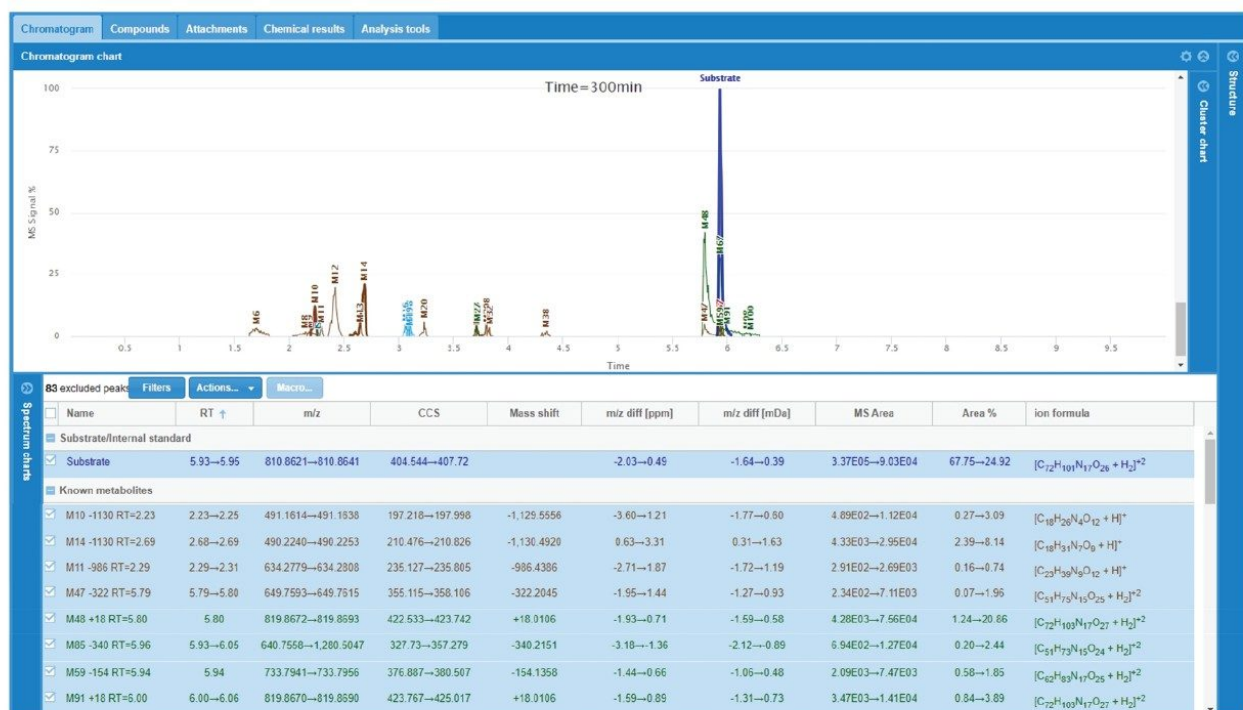 Chromatogram Compounds Attachments Chemical results Analysis tools
Chromatogram chart
Time=300min
Substrate
MS Signal %
100
75
50
25
0
M6
M10
M11
M12
M14
M20
M38
M48
M47
M91
M100
0.5 1 1.5 2 2.5 3 3.5 4 4.5 5 5.5 6 6.5 7 7.5 8 8.5 9 9.5
Time
Cluster chart
Structure
Spectrum charts
83 excluded peaks Filters Actions... Macro...
Name RT ↑ m/z CCS Mass shift m/z diff [ppm] m/z diff [mDa] MS Area Area % ion formula
Substrate/Internal standard
Substrate 5.93→5.95 810.8621→810.8641 404.544→407.72 -2.03→0.49 -1.64→0.39 3.37E05→9.03E04 67.75→24.92 [C72H101N17O26 + H2]+2
Known metabolites
M10 -1130 RT=2.23 2.23→2.25 491.1614→491.1638 197.218→197.998 -1,129.5556 -3.60→1.21 -1.77→0.60 4.89E02→1.12E04 0.27→3.09 [C18H26N4O12 + H]+
M14 -1130 RT=2.69 2.68→2.69 490.2240→490.2253 210.476→210.826 -1,130.4920 0.63→3.31 0.31→1.63 4.33E03→2.95E04 2.39→8.14 [C18H31N7O9 + H]+
M11 -986 RT=2.29 2.29→2.31 634.2779→634.2808 235.127→235.805 -986.4386 -2.71→1.87 -1.72→1.19 2.91E02→2.69E03 0.16→0.74 [C23H39N9O12 + H]+
M47 -322 RT=5.79 5.79→5.80 649.7593→649.7615 355.115→358.106 -322.2045 -1.95→1.44 -1.27→0.93 2.34E02→7.11E03 0.07→1.96 [C51H75N15O25 + H2]+2
M48 +18 RT=5.80 5.80 819.8672→819.8693 422.533→423.742 +18.0106 -1.93→0.71 -1.59→0.58 4.28E03→7.56E04 1.24→20.86 [C72H103N17O27 + H2]+2
M85 -340 RT=5.96 5.93→6.05 640.7558→1,280.5047 327.73→357.279 -340.2151 -3.18→-1.36 -2.12→-0.89 6.94E02→1.27E04 0.20→2.44 [C51H73N15O24 + H2]+2
M59 -154 RT=5.94 5.94 733.7941→733.7956 376.887→380.507 -154.1358 -1.44→0.66 -1.06→0.48 2.09E03→7.47E03 0.58→1.85 [C62H83N17O25 + H2]+2
M91 +18 RT=6.00 6.00→6.06 819.8670→819.8690 423.767→425.017 +18.0106 -1.59→0.89 -1.31→0.73 3.47E03→1.41E04 0.84→3.89 [C72H103N17O27 + H2]+2